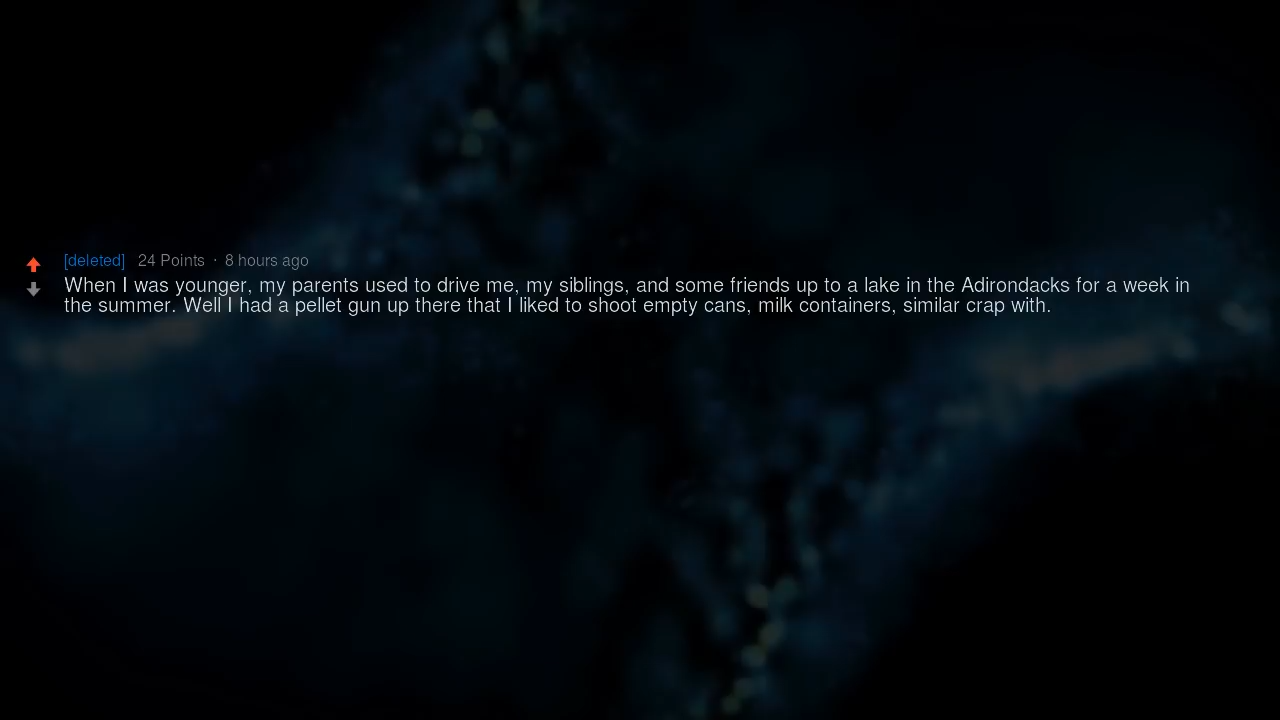 [deleted] 24 Points · 8 hours ago
When I was younger, my parents used to drive me, my siblings, and some friends up to a lake in the Adirondacks for a week in
the summer. Well I had a pellet gun up there that I liked to shoot empty cans, milk containers, similar crap with.